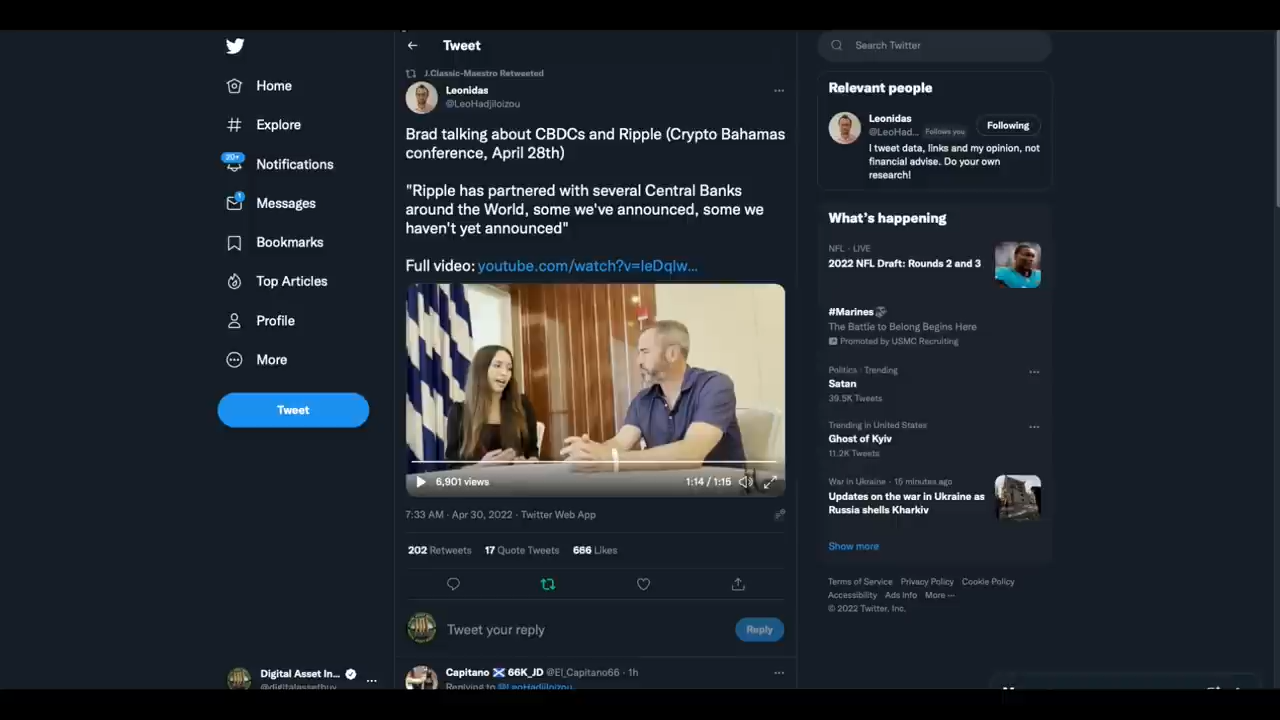 Home
Explore
20+
Notifications
1
Messages
Bookmarks
Top Articles
Profile
More
Tweet
Digital Asset In...
@digitalassetbuy
Tweet
J.Classic-Maestro Retweeted
Leonidas
@LeoHadjiloizou
Brad talking about CBDCs and Ripple (Crypto Bahamas
conference, April 28th)
"Ripple has partnered with several Central Banks
around the World, some we've announced, some we
haven't yet announced"
Full video: youtube.com/watch?v=IeDqIw...
6,901 views
1:14 / 1:15
7:33 AM · Apr 30, 2022 · Twitter Web App
202 Retweets 17 Quote Tweets 666 Likes
Tweet your reply
Reply
Capitano 🏴󠁧󠁢󠁳󠁣󠁴󠁿 66K_JD @El_Capitano66 · 1h
Replying to @LeoHadjiloizou
Search Twitter
Relevant people
Leonidas
@LeoHad... Follows you
Following
I tweet data, links and my opinion, not
financial advise. Do your own
research!
What's happening
NFL · LIVE
2022 NFL Draft: Rounds 2 and 3
#Marines
The Battle to Belong Begins Here
Promoted by USMC Recruiting
Politics · Trending
Satan
39.5K Tweets
Trending in United States
Ghost of Kyiv
11.2K Tweets
War in Ukraine · 15 minutes ago
Updates on the war in Ukraine as
Russia shells Kharkiv
Show more
Terms of Service Privacy Policy Cookie Policy
Accessibility Ads Info More ···
© 2022 Twitter, Inc.